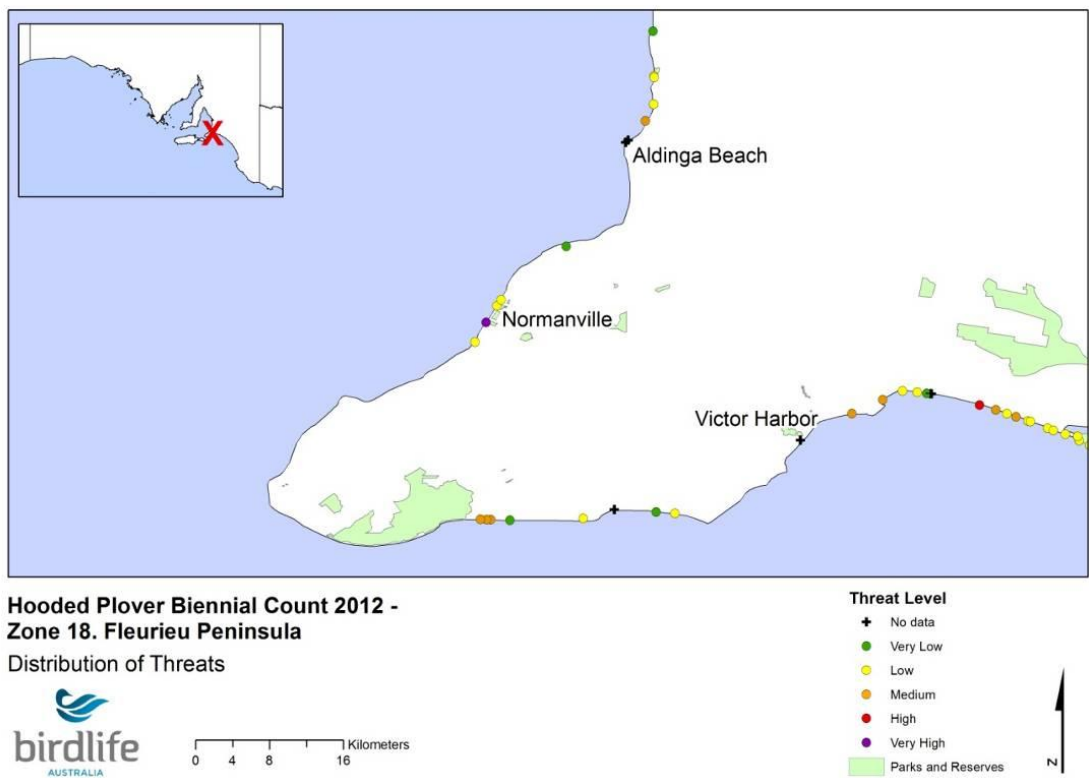 X
Aldinga Beach
Normanville
Victor Harbor
Hooded Plover Biennial Count 2012 -
Zone 18. Fleurieu Peninsula
Distribution of Threats
birdlife
AUSTRALIA
0 4 8 16
Kilometers
Threat Level
No data
Very Low
Low
Medium
High
Very High
Parks and Reserves
N